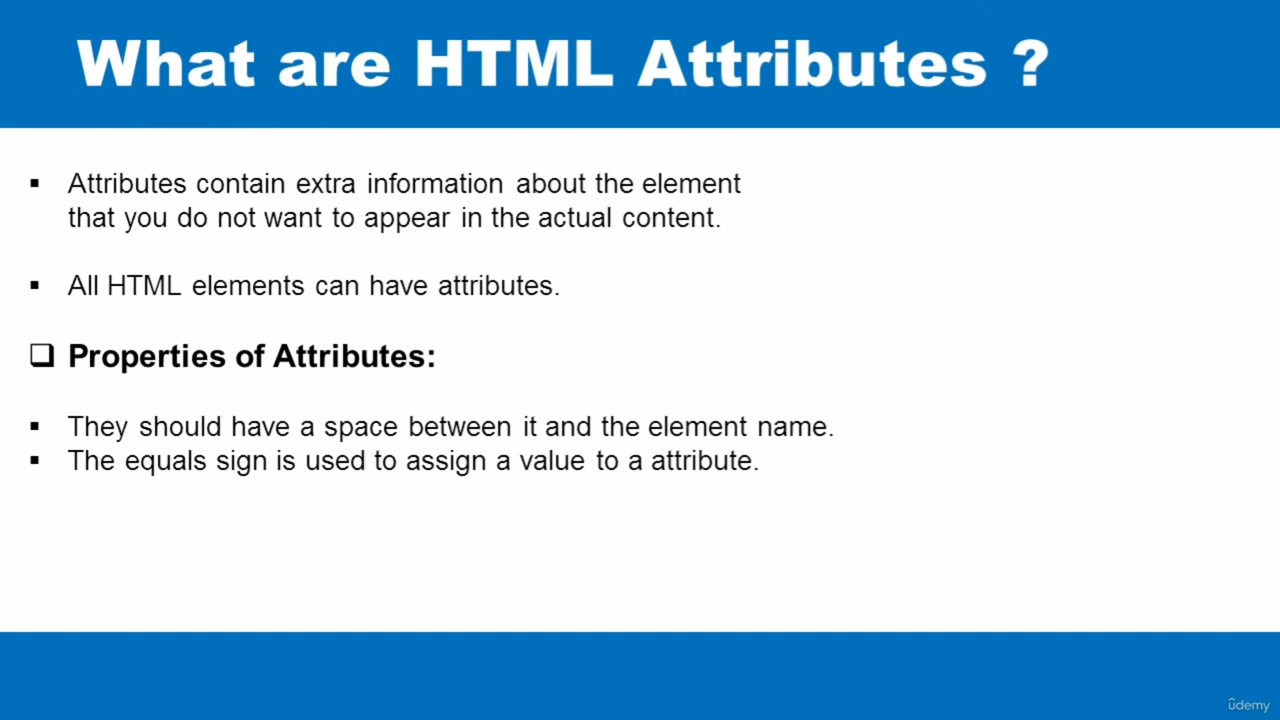 What are HTML Attributes ?
▪ Attributes contain extra information about the element
that you do not want to appear in the actual content.
▪ All HTML elements can have attributes.
❑ Properties of Attributes:
▪ They should have a space between it and the element name.
▪ The equals sign is used to assign a value to a attribute.
ûdemy